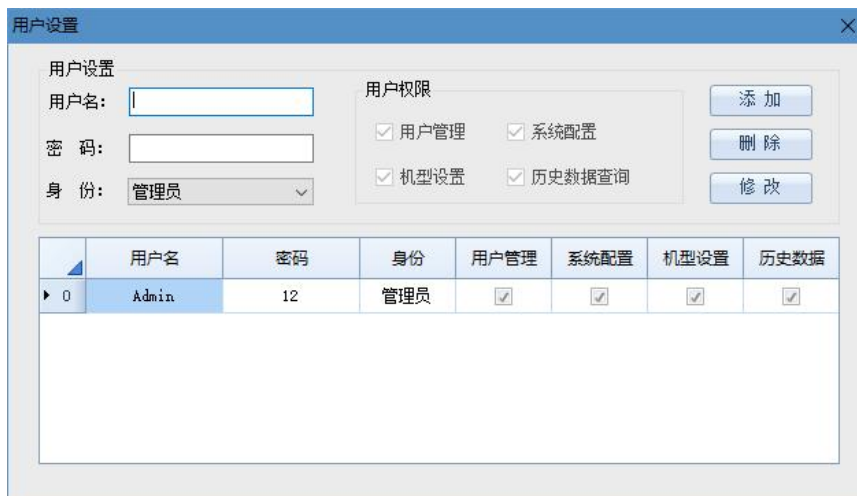 用户设置
用户设置
用户名：
用户权限
添 加
用户管理 系统配置
密 码：
删 除
机型设置 历史数据查询
身 份： 管理员
修 改
用户名 密码 身份 用户管理 系统配置 机型设置 历史数据
0 Admin 12 管理员